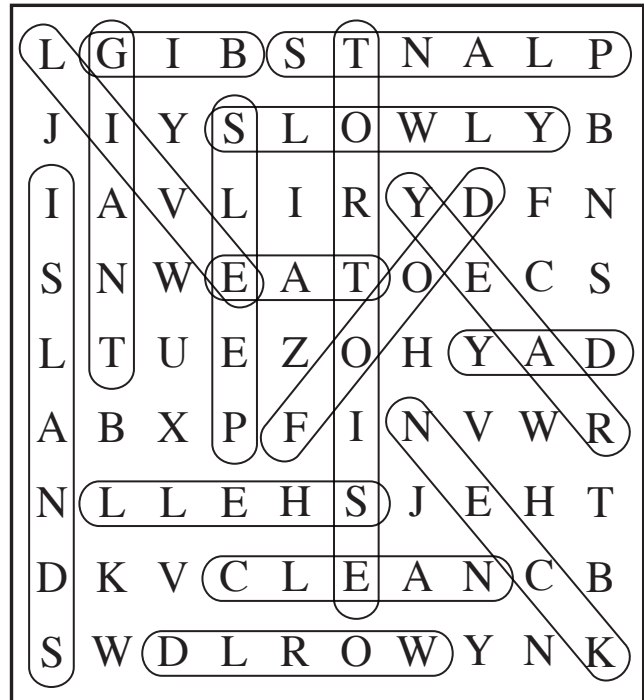 L G I B S T N A L P
J I Y S L O W L Y B
I A V L I R Y D F N
S N W E A T O E C S
L T U E Z O H Y A D
A B X P F I N V W R
N L L E H S J E H T
D K V C L E A N C B
S W D L R O W Y N K